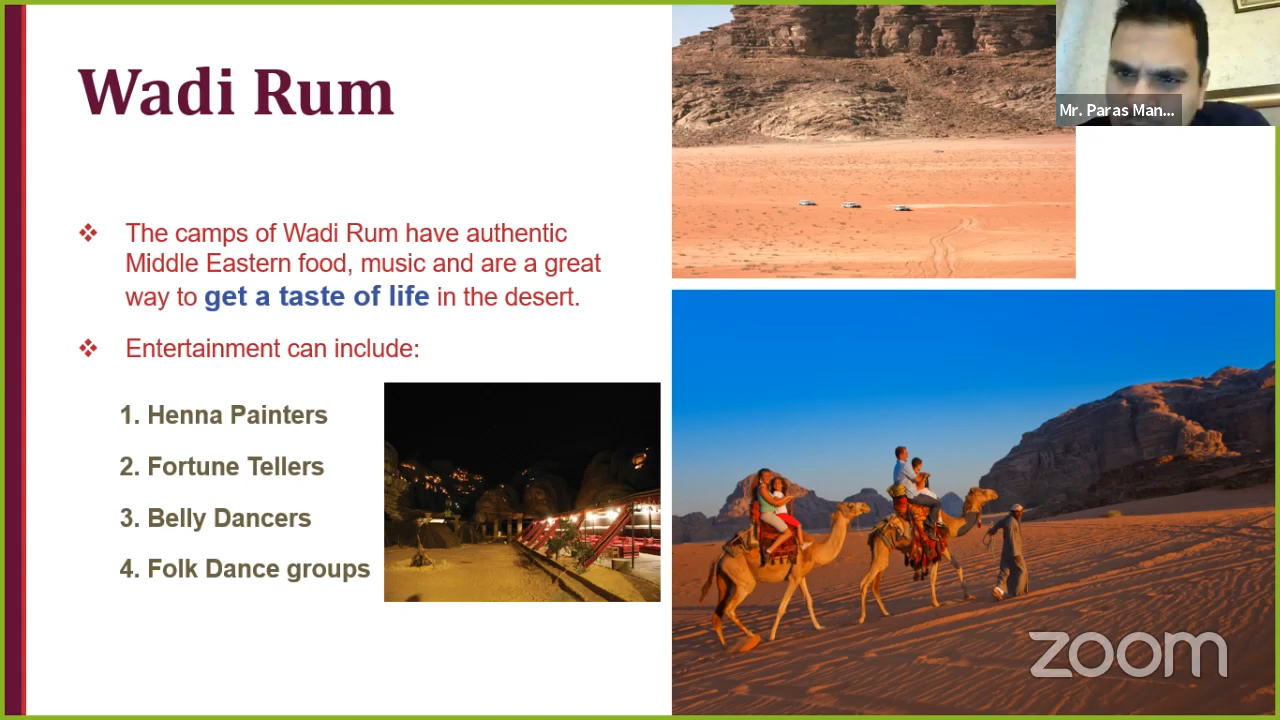 Wadi Rum
Mr. Paras Man...
❖ The camps of Wadi Rum have authentic
Middle Eastern food, music and are a great
way to get a taste of life in the desert.
❖ Entertainment can include:
1. Henna Painters
2. Fortune Tellers
3. Belly Dancers
4. Folk Dance groups
zoom